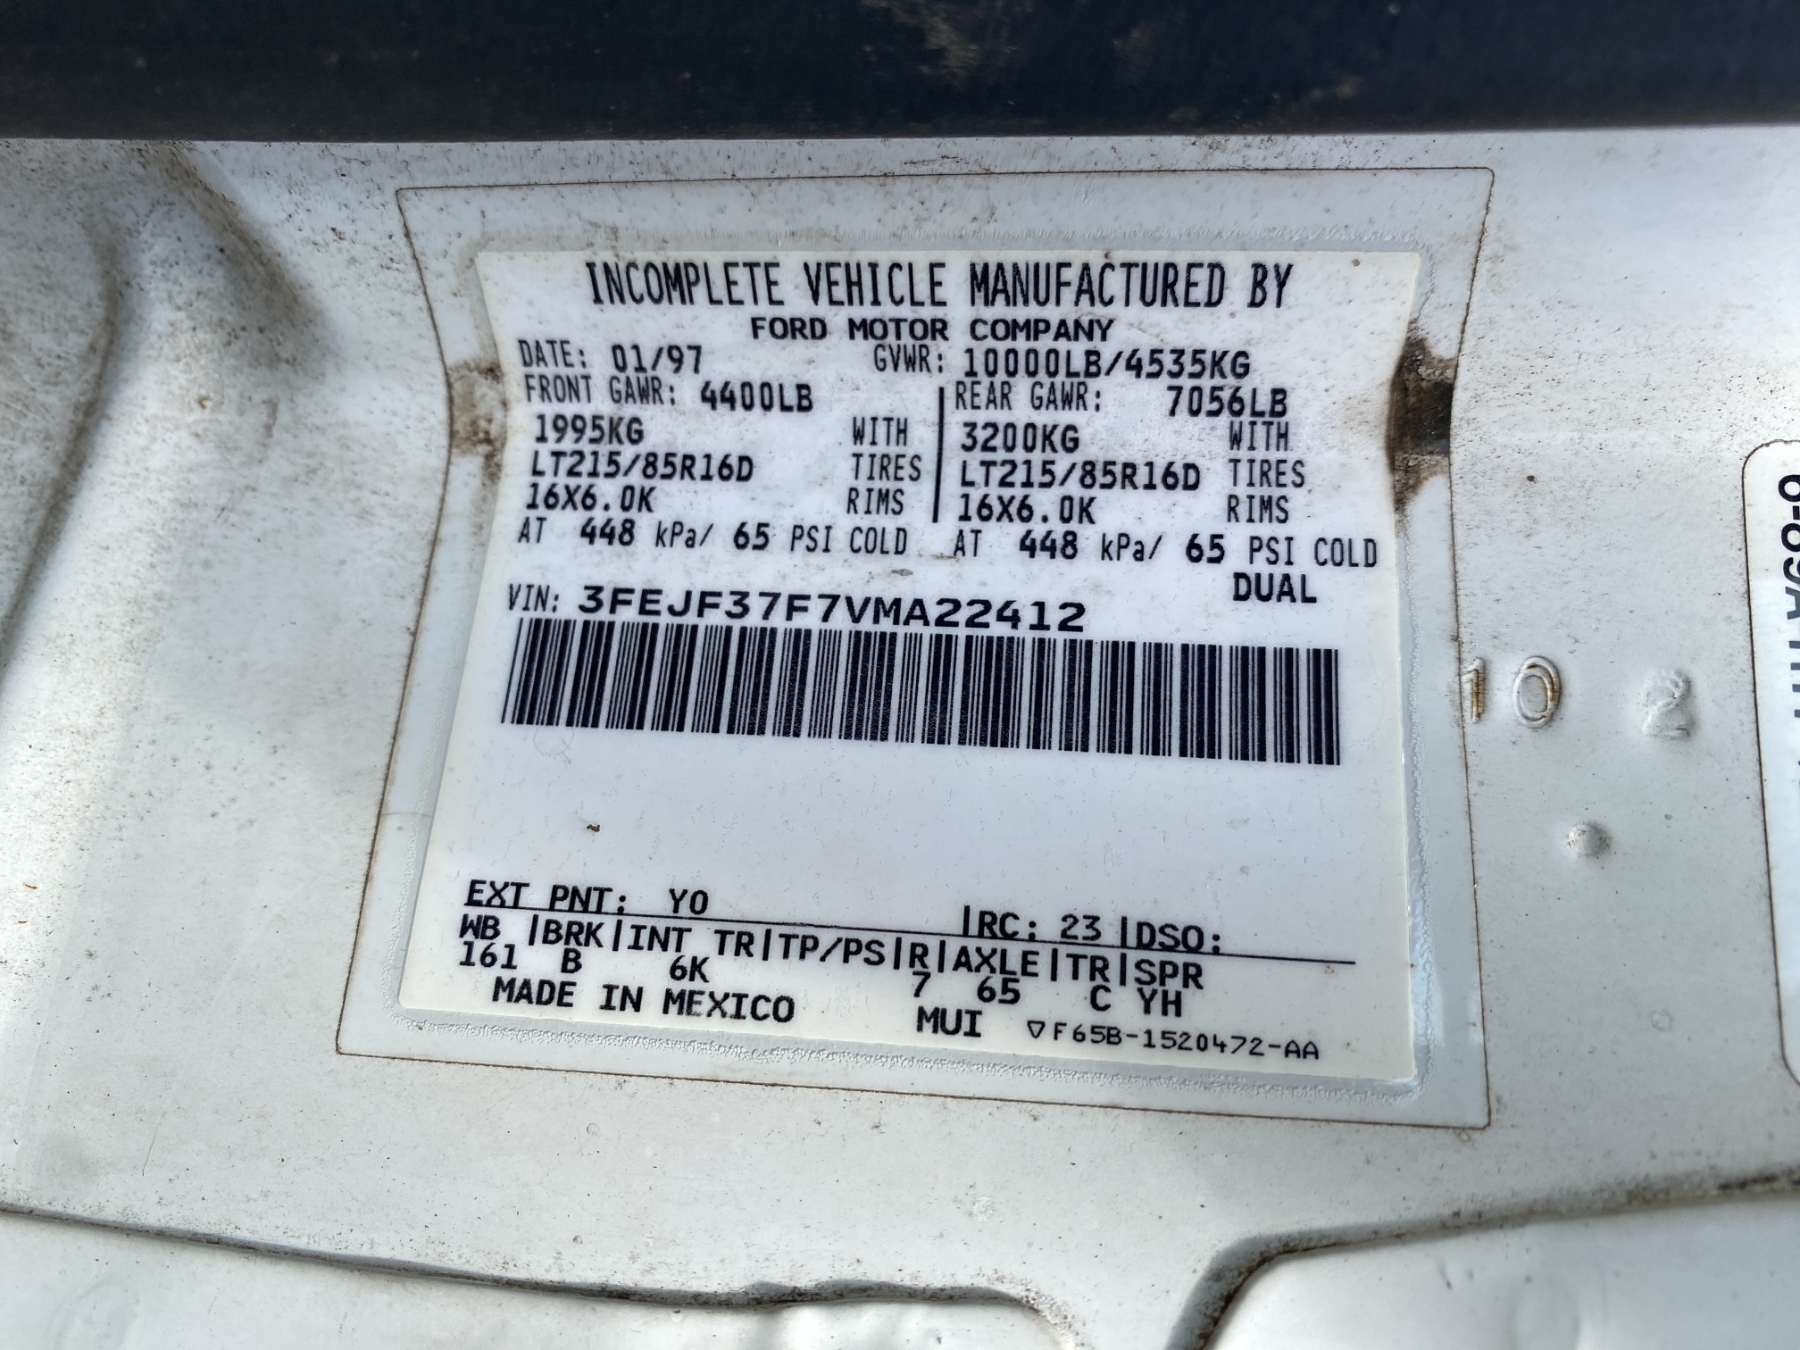 INCOMPLETE VEHICLE MANUFACTURED BY
FORD MOTOR COMPANY
DATE: 01/97 GVWR: 10000LB/4535KG
FRONT GAWR: 4400LB REAR GAWR: 7056LB
1995KG WITH 3200KG WITH
LT215/85R16D TIRES LT215/85R16D TIRES
16X6.0K RIMS 16X6.0K RIMS
AT 448 kPa/ 65 PSI COLD AT 448 kPa/ 65 PSI COLD
DUAL
VIN: 3FEJF37F7VMA22412
10 2
EXT PNT: YO |RC: 23 |DSO:
WB |BRK|INT TR|TP/PS|R|AXLE|TR|SPR
161 B 6K 7 65 C YH
MADE IN MEXICO MUI ▽F65B-1520472-AA